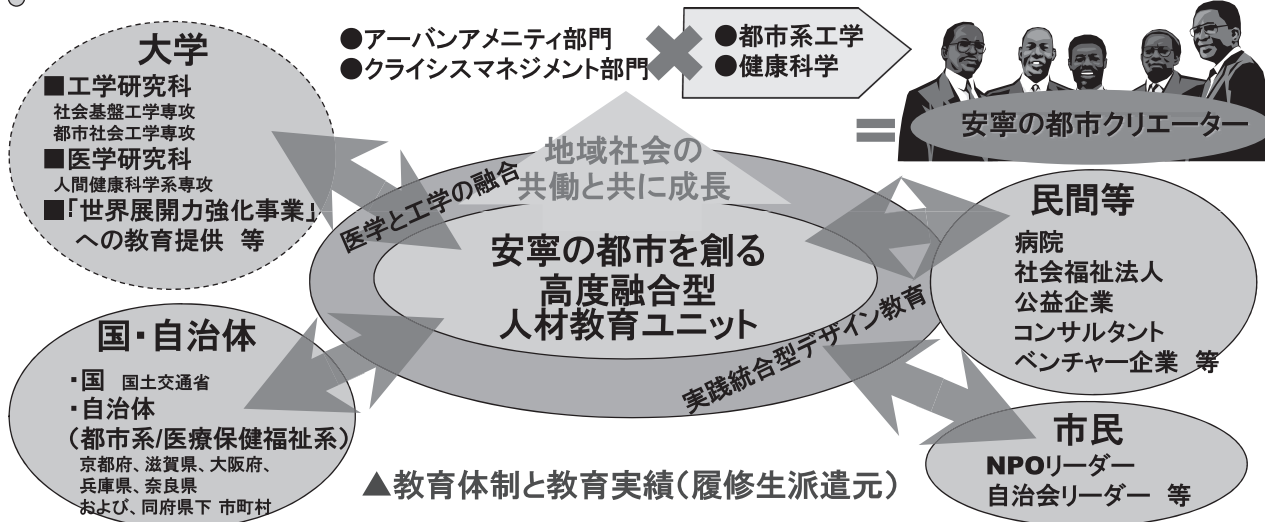 大学
■工学研究科
社会基盤工学専攻
都市社会工学専攻
■医学研究科
人間健康科学系専攻
■「世界展開力強化事業」
への教育提供 等
●アーバンアメニティ部門
●クライシスマネジメント部門
●都市系工学
●健康科学
=
安寧の都市クリエーター
地域社会の
共働と共に成長
医学と工学の融合
安寧の都市を創る
高度融合型
人材教育ユニット
実践統合型デザイン教育
民間等
病院
社会福祉法人
公益企業
コンサルタント
ベンチャー企業 等
国・自治体
・国 国土交通省
・自治体
(都市系/医療保健福祉系)
京都府、滋賀県、大阪府、
兵庫県、奈良県
および、同府県下 市町村
市民
NPOリーダー
自治会リーダー 等
▲教育体制と教育実績(履修生派遣元)